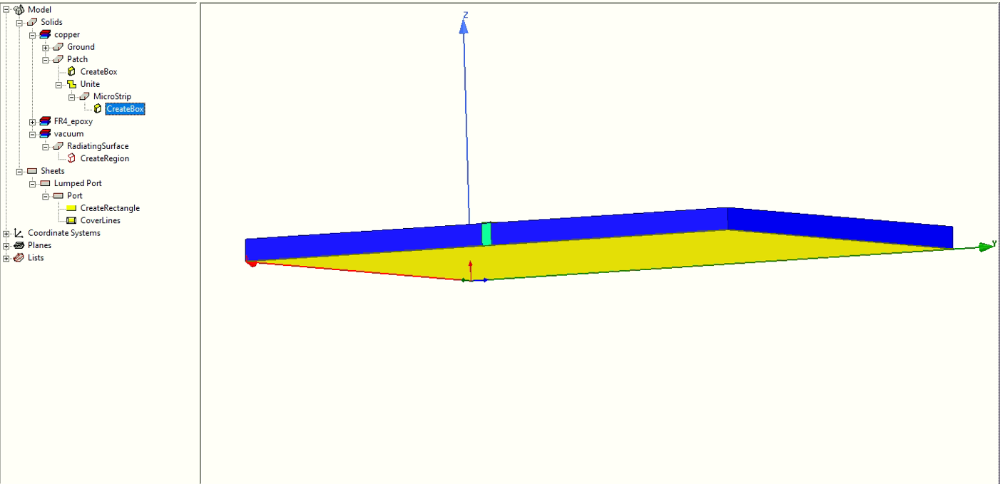 Model
Solids
copper
Ground
Patch
CreateBox
Unite
MicroStrip
CreateBox
FR4_epoxy
vacuum
RadiatingSurface
CreateRegion
Sheets
Lumped Port
Port
CreateRectangle
CoverLines
Coordinate Systems
Planes
Lists
Z
Y